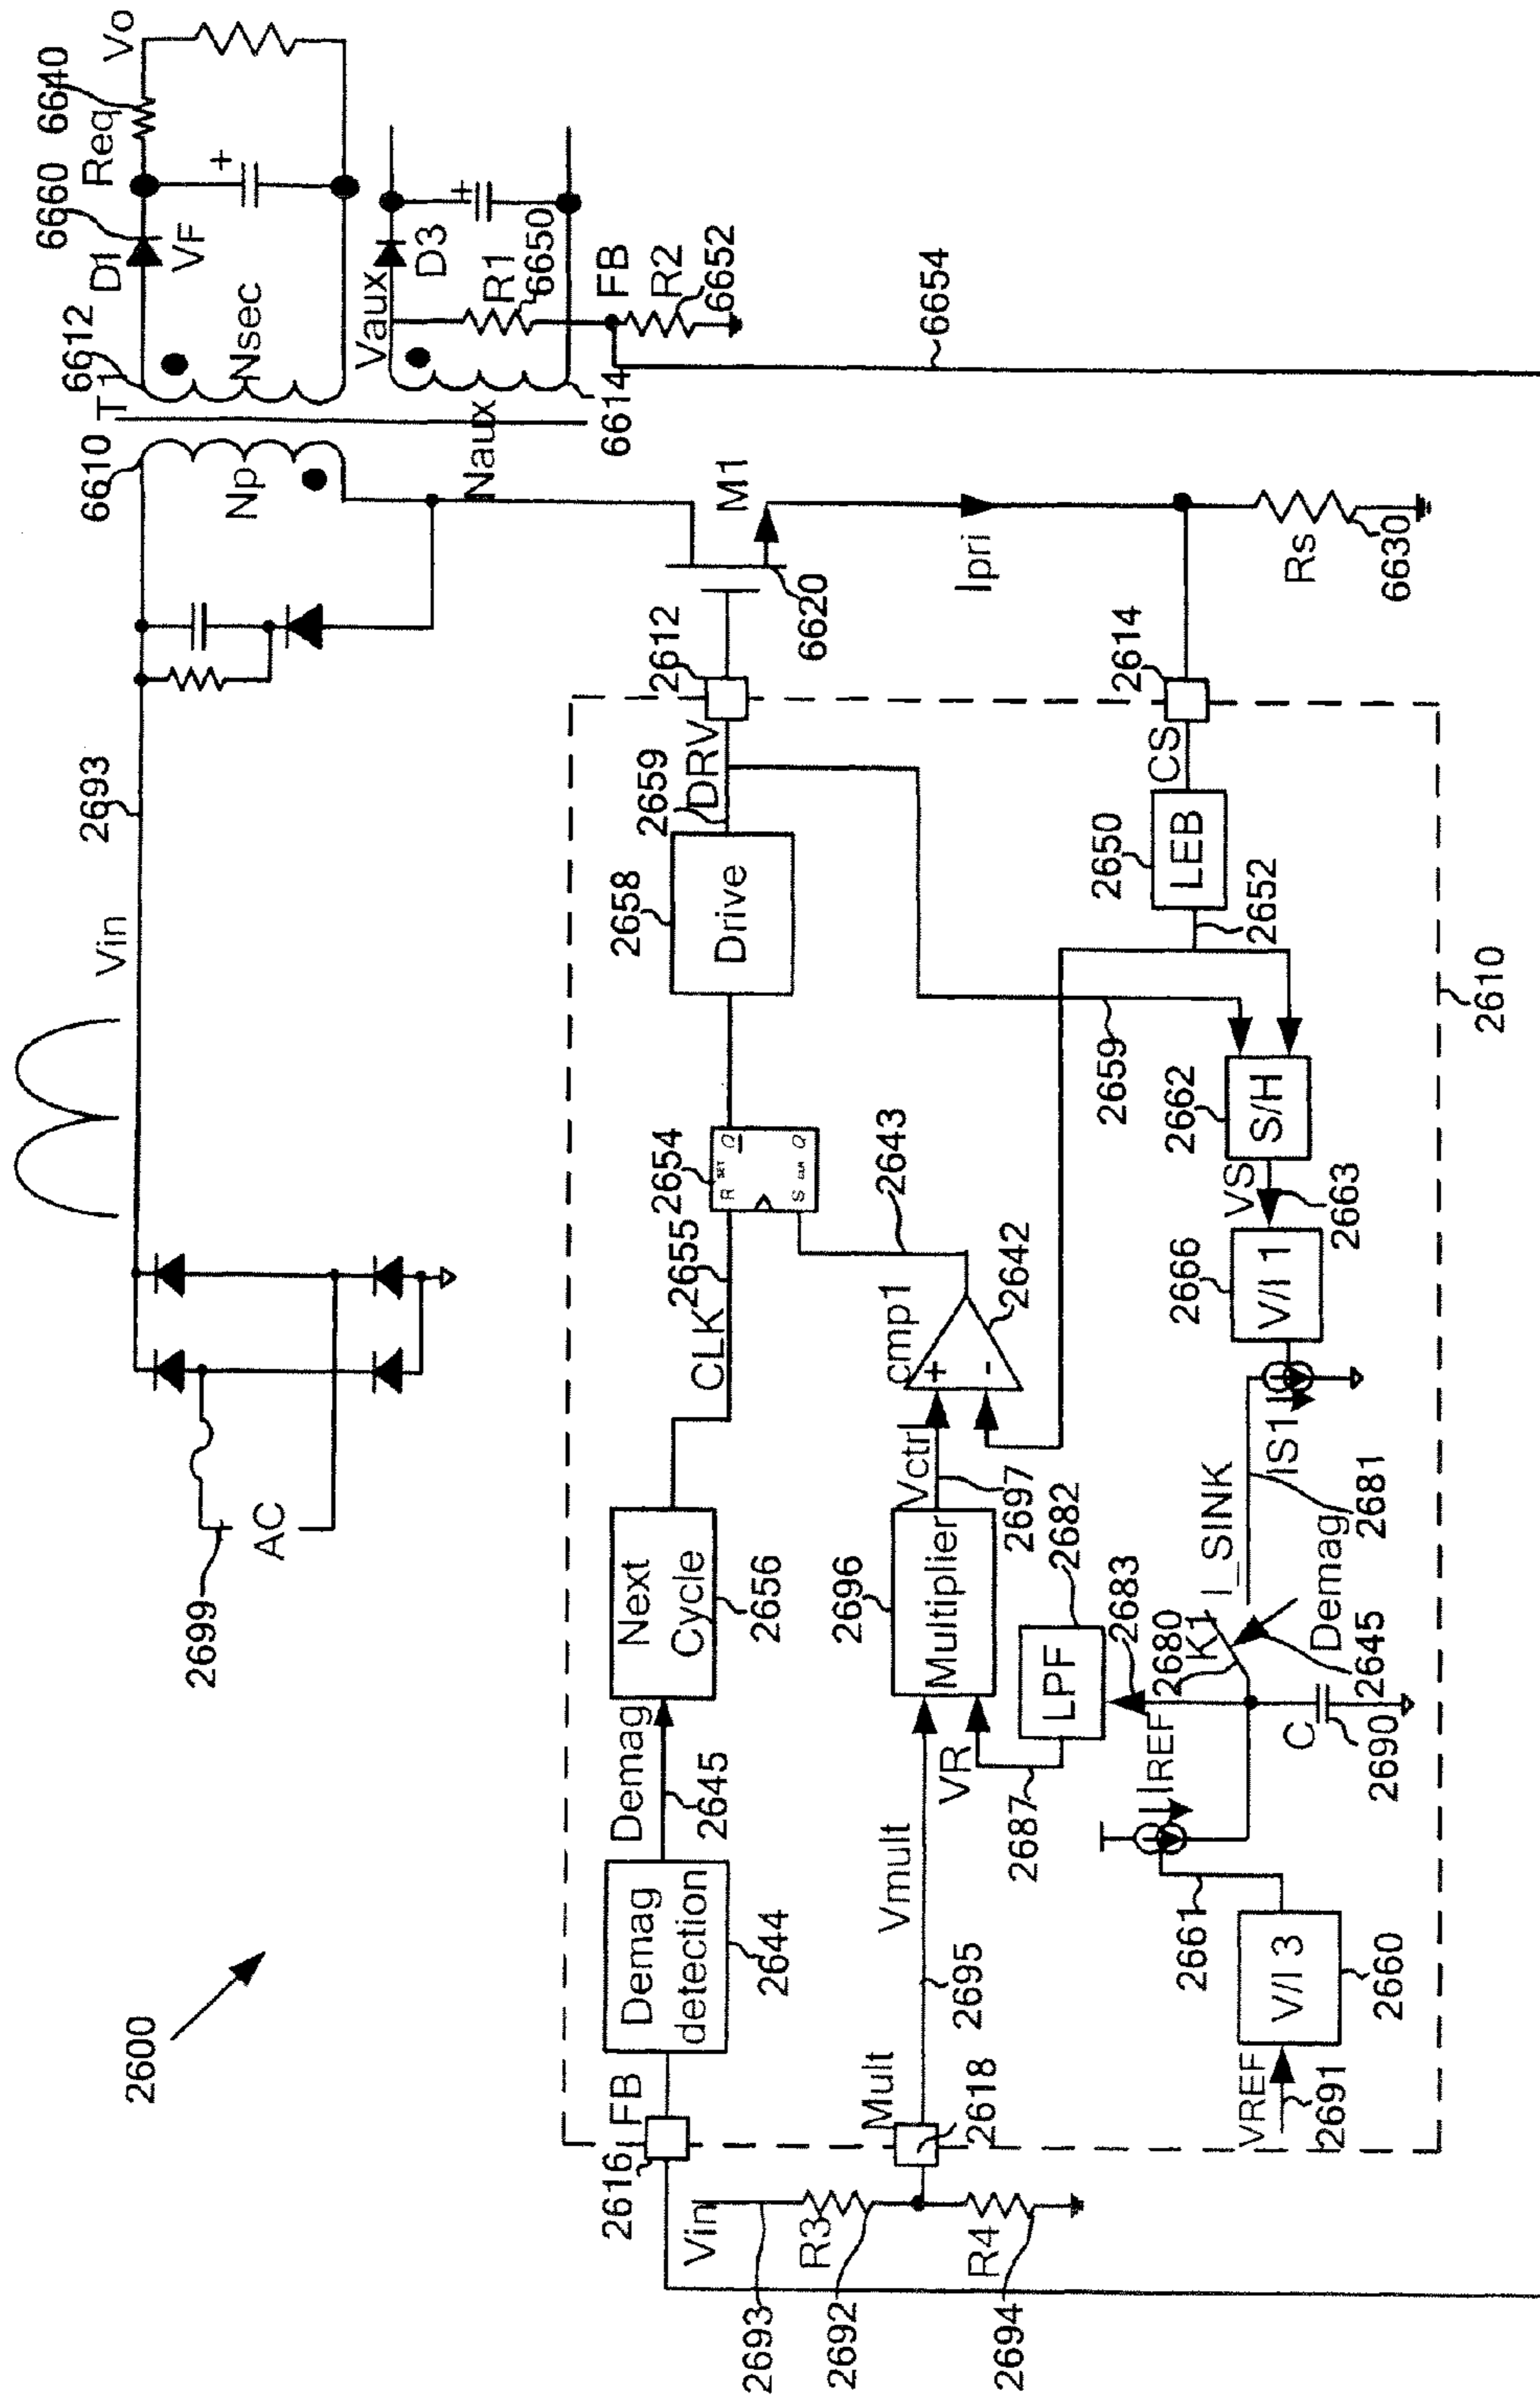 2600
2699
AC
Vin
2693
6610
Np
T1
6612
Nsec
D1
6660
VF
Req
6640
Vo
Naux
6614
Vaux
D3
R1
6650
FB
R2
6652
6654
M1
6620
Ipri
Rs
6630
2616
FB
Demag
detection
2644
Demag
2645
Next
Cycle
2656
CLK
2655
2654
R
SET
Q
S
CLR
Q
2658
Drive
2659
DRV
2612
Vin
2693
R3
2692
R4
2694
Mult
2618
Vmult
2695
VR
2687
2696
Multiplier
Vctrl
2697
cmp1
+
-
2642
2643
LPF
2682
2683
2650
LEB
2652
CS
2614
2659
2662
S/H
VS
2663
2666
V/I 1
IS1
I_SINK
2681
2680
K1
Demag
2645
C
2690
IREF
2661
V/I 3
2660
VREF
2691
2610